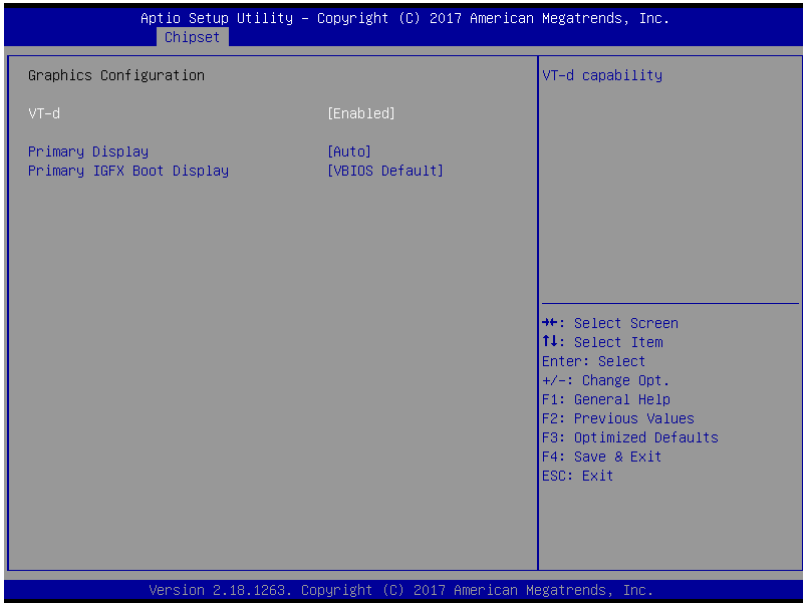 Aptio Setup Utility – Copyright (C) 2017 American Megatrends, Inc.
Chipset
Graphics Configuration
VT-d [Enabled]
Primary Display [Auto]
Primary IGFX Boot Display [VBIOS Default]
VT-d capability
→←: Select Screen
↑↓: Select Item
Enter: Select
+/-: Change Opt.
F1: General Help
F2: Previous Values
F3: Optimized Defaults
F4: Save & Exit
ESC: Exit
Version 2.18.1263. Copyright (C) 2017 American Megatrends, Inc.